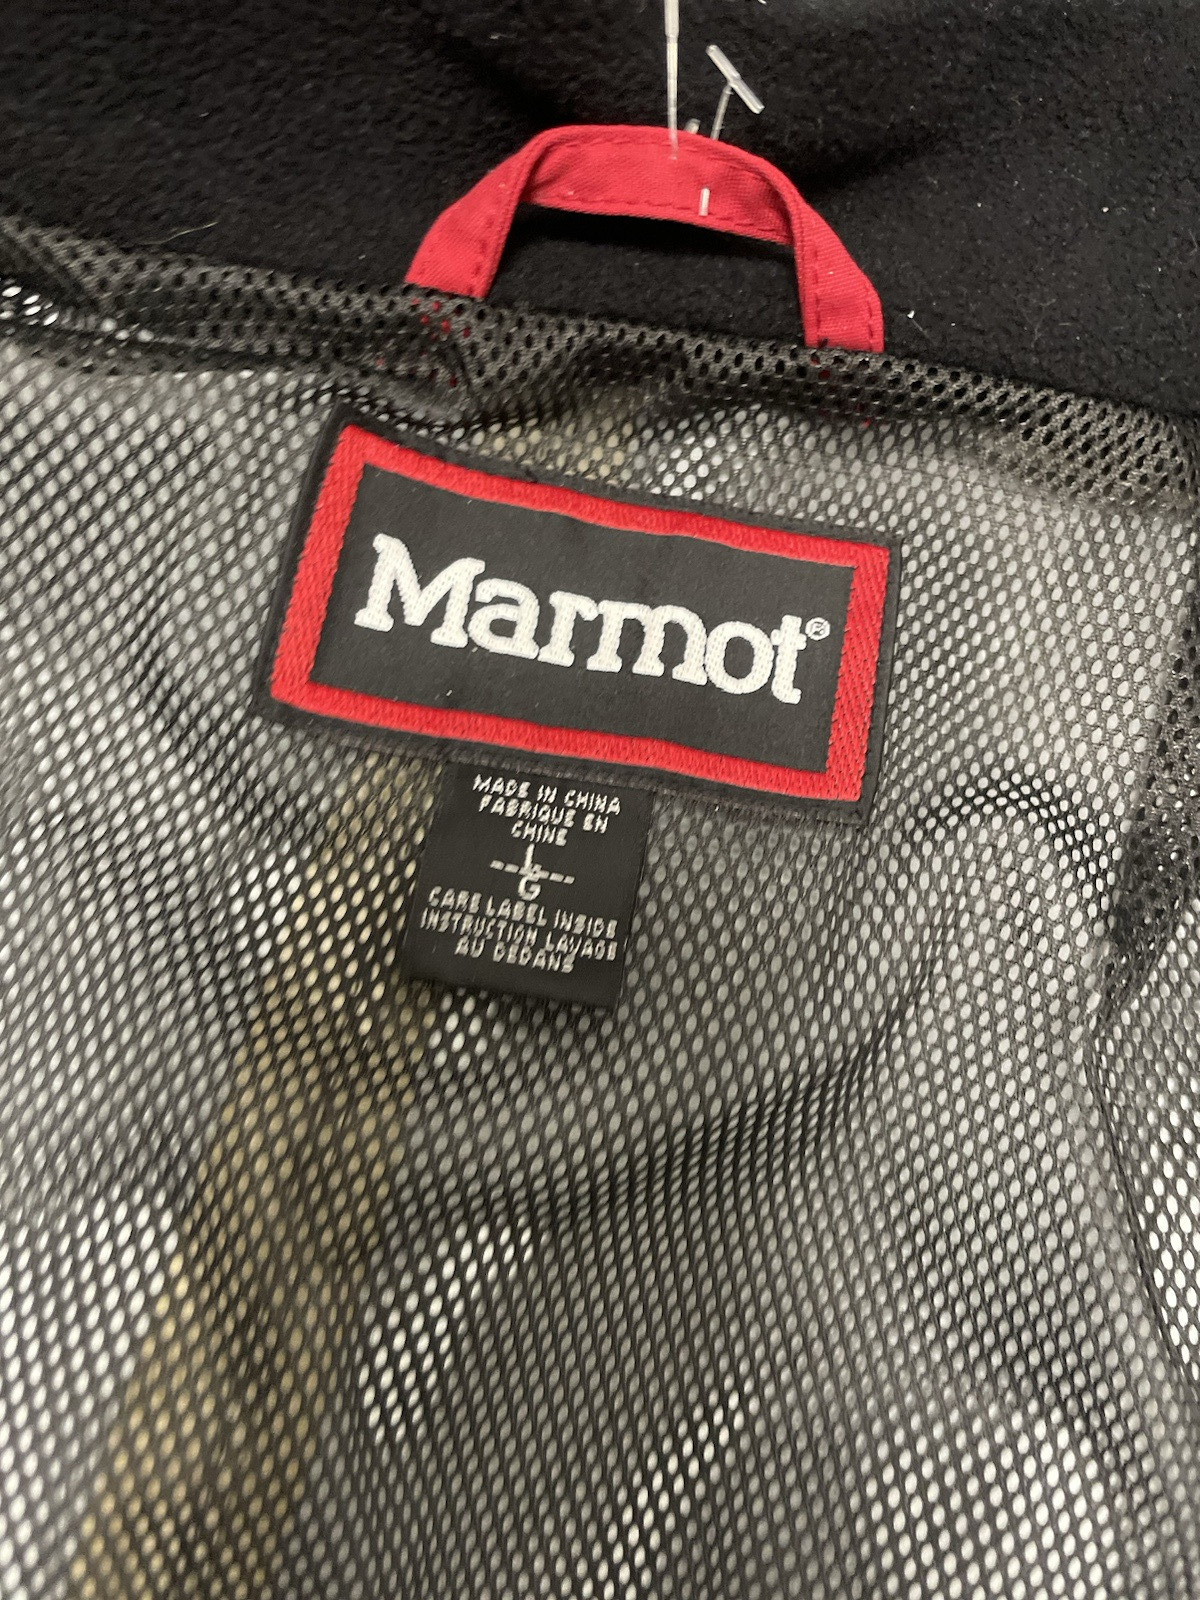 Marmot®
MADE IN CHINA
FABRIQUE EN
CHINE
L
G
CARE LABEL INSIDE
INSTRUCTION LAVAGE
AU DEDANS